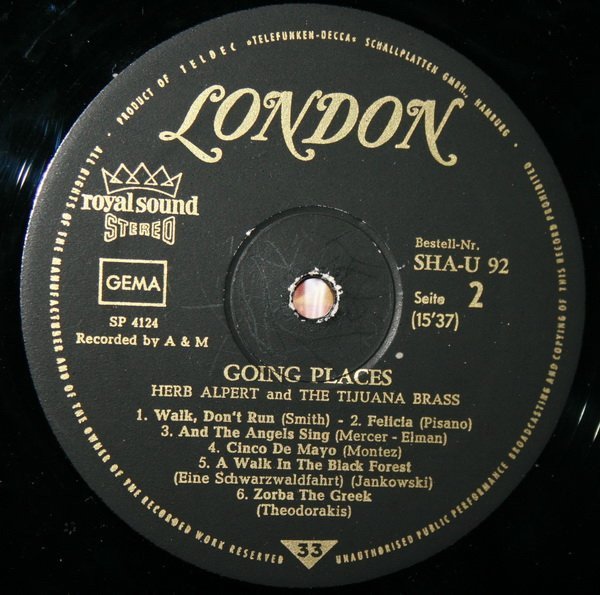 · PRODUCT OF TELDEC »TELEFUNKEN-DECCA« SCHALLPLATTEN GMBH., HAMBURG ·
LONDON
royal sound
STEREO
GEMA
SP 4124
Recorded by A & M
Bestell-Nr.
SHA-U 92
Seite 2
(15'37)
GOING PLACES
HERB ALPERT and THE TIJUANA BRASS
1. Walk, Don't Run (Smith) - 2. Felicia (Pisano)
3. And The Angels Sing (Mercer - Elman)
4. Cinco De Mayo (Montez)
5. A Walk In The Black Forest
(Eine Schwarzwaldfahrt) (Jankowski)
6. Zorba The Greek
(Theodorakis)
ALL RIGHTS OF THE MANUFACTURER AND OF THE OWNER OF THE RECORDED WORK RESERVED
33
UNAUTHORISED PUBLIC PERFORMANCE BROADCASTING AND COPYING OF THIS RECORD PROHIBITED